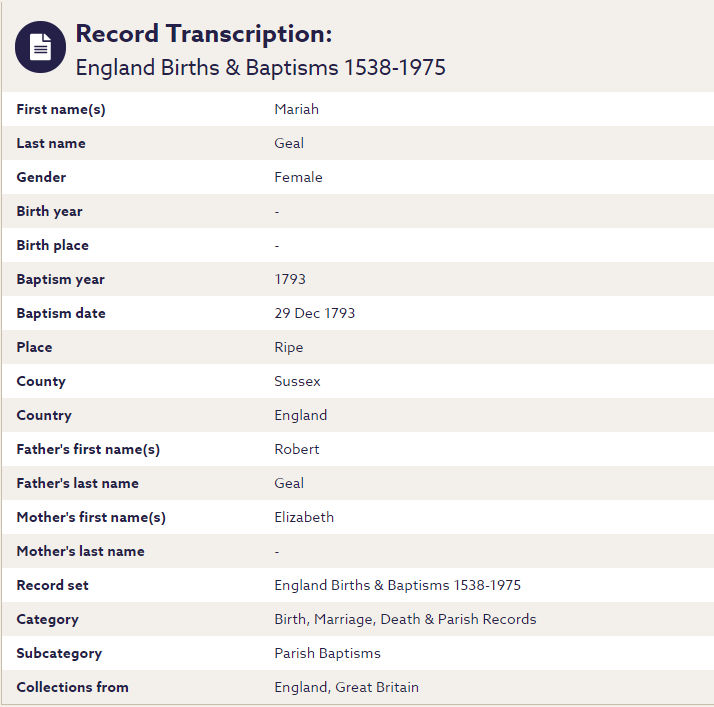 Record Transcription:
England Births & Baptisms 1538-1975
First name(s) Mariah
Last name Geal
Gender Female
Birth year -
Birth place -
Baptism year 1793
Baptism date 29 Dec 1793
Place Ripe
County Sussex
Country England
Father's first name(s) Robert
Father's last name Geal
Mother's first name(s) Elizabeth
Mother's last name -
Record set England Births & Baptisms 1538-1975
Category Birth, Marriage, Death & Parish Records
Subcategory Parish Baptisms
Collections from England, Great Britain